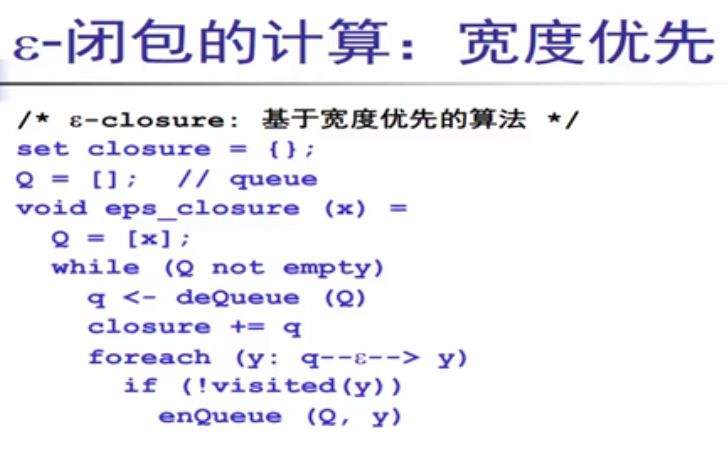 ε-闭包的计算：宽度优先
/* ε-closure: 基于宽度优先的算法 */
set closure = {};
Q = []; // queue
void eps_closure (x) =
Q = [x];
while (Q not empty)
q <- deQueue (Q)
closure += q
foreach (y: q--ε--> y)
if (!visited(y))
enQueue (Q, y)